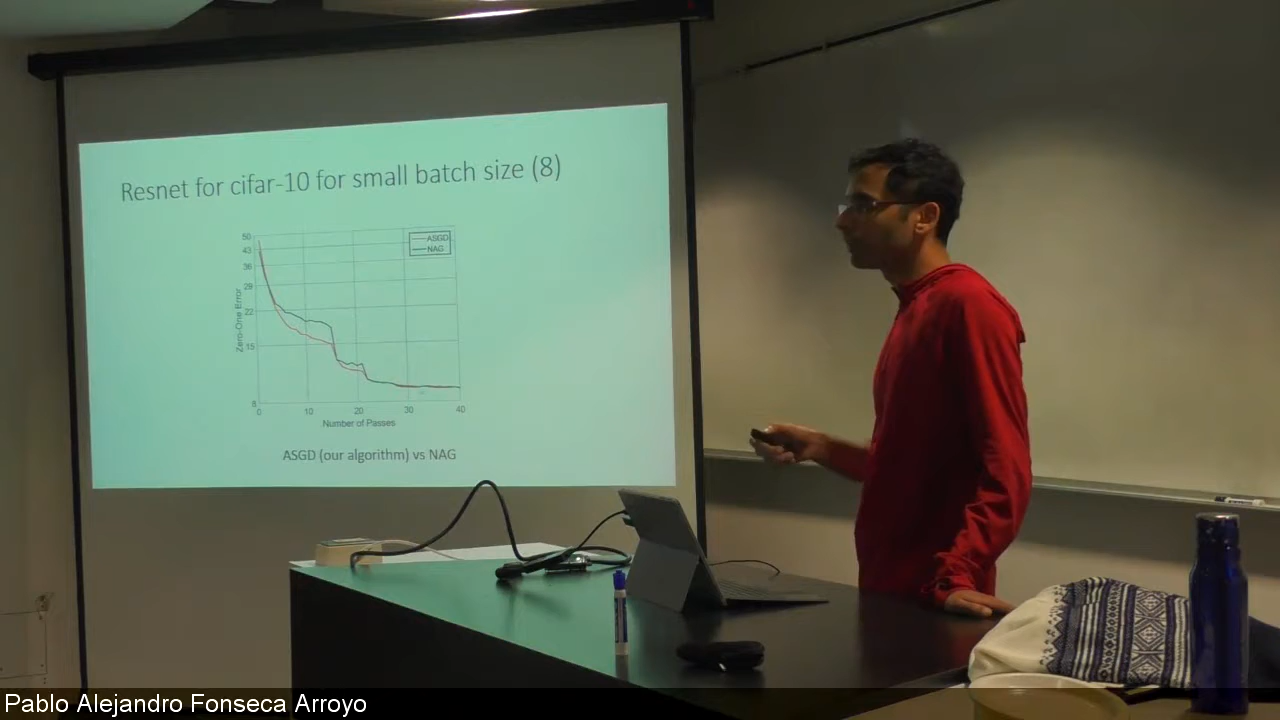 Resnet for cifar-10 for small batch size (8)
50
43
36
29
22
15
8
Zero-One Error
ASGD
NAG
0 10 20 30 40
Number of Passes
ASGD (our algorithm) vs NAG
Pablo Alejandro Fonseca Arroyo